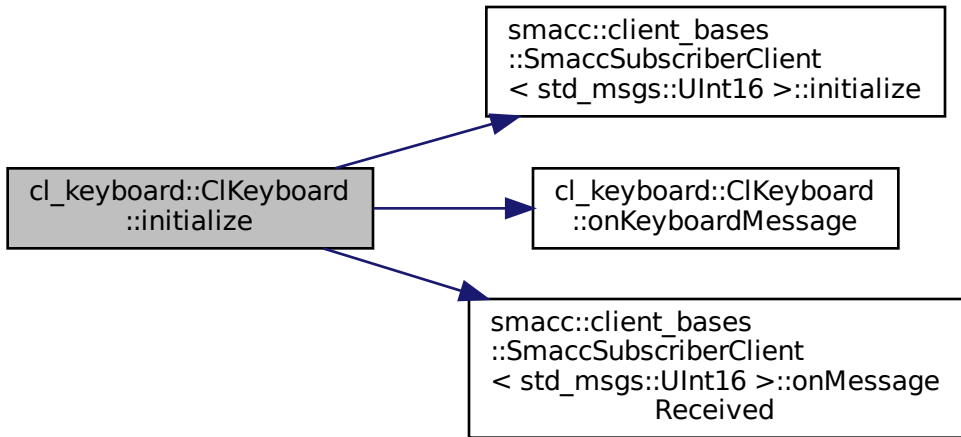 smacc::client_bases
::SmaccSubscriberClient
< std_msgs::UInt16 >::initialize
cl_keyboard::ClKeyboard
::initialize
cl_keyboard::ClKeyboard
::onKeyboardMessage
smacc::client_bases
::SmaccSubscriberClient
< std_msgs::UInt16 >::onMessage
Received